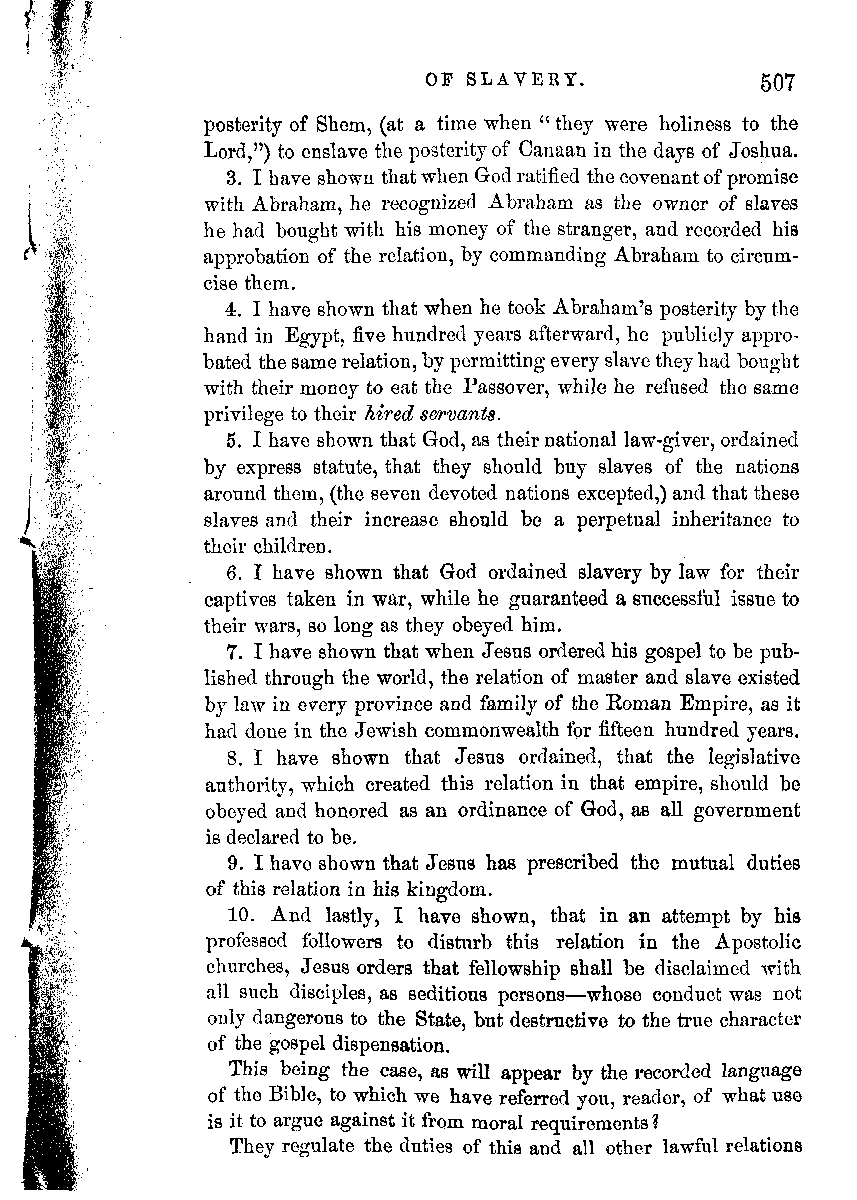 OF SLAVERY. 507
posterity of Shem, (at a time when “ they were holiness to the
Lord,”) to enslave the posterity of Canaan in the days of Joshua.
3. I have shown that when God ratified the covenant of promise
with Abraham, he recognized Abraham as the owner of slaves
he had bought with his money of the stranger, and recorded his
approbation of the relation, by commanding Abraham to circum-
cise them.
4. I have shown that when he took Abraham’s posterity by the
hand in Egypt, five hundred years afterward, he publicly appro-
bated the same relation, by permitting every slave they had bought
with their money to eat the Passover, while he refused the same
privilege to their hired servants.
5. I have shown that God, as their national law-giver, ordained
by express statute, that they should buy slaves of the nations
around them, (the seven devoted nations excepted,) and that these
slaves and their increase should be a perpetual inheritance to
their children.
6. I have shown that God ordained slavery by law for their
captives taken in war, while he guaranteed a successful issue to
their wars, so long as they obeyed him.
7. I have shown that when Jesus ordered his gospel to be pub-
lished through the world, the relation of master and slave existed
by law in every province and family of the Roman Empire, as it
had done in the Jewish commonwealth for fifteen hundred years.
8. I have shown that Jesus ordained, that the legislative
authority, which created this relation in that empire, should be
obeyed and honored as an ordinance of God, as all government
is declared to be.
9. I have shown that Jesus has prescribed the mutual duties
of this relation in his kingdom.
10. And lastly, I have shown, that in an attempt by his
professed followers to disturb this relation in the Apostolic
churches, Jesus orders that fellowship shall be disclaimed with
all such disciples, as seditious persons—whose conduct was not
only dangerous to the State, but destructive to the true character
of the gospel dispensation.
This being the case, as will appear by the recorded language
of the Bible, to which we have referred you, reader, of what use
is it to argue against it from moral requirements?
They regulate the duties of this and all other lawful relations